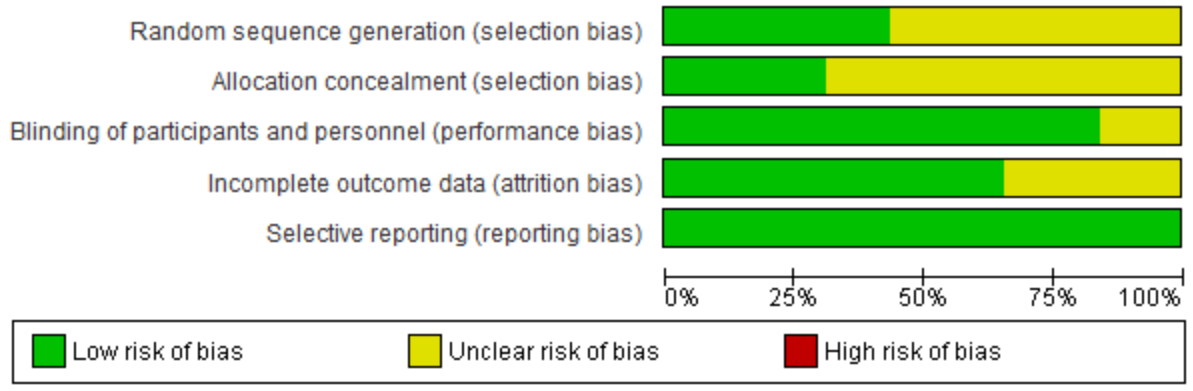 Random sequence generation (selection bias)
Allocation concealment (selection bias)
Blinding of participants and personnel (performance bias)
Incomplete outcome data (attrition bias)
Selective reporting (reporting bias)
0% 25% 50% 75% 100%
Low risk of bias Unclear risk of bias High risk of bias